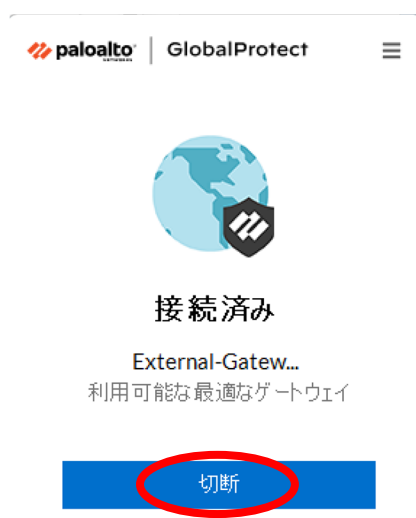 paloalto GlobalProtect
NETWORKS
接続済み
External-Gatew...
利用可能な最適なゲートウェイ
切断